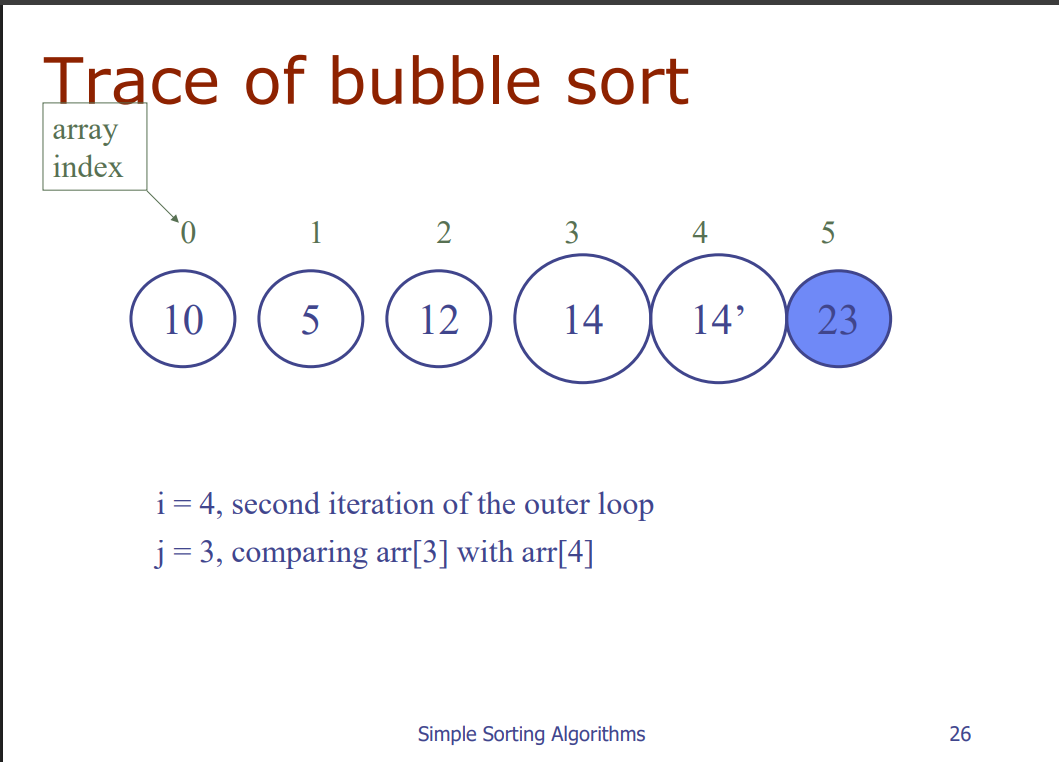 Trace of bubble sort
array
index
0 1 2 3 4 5
10 5 12 14 14’ 23
i = 4, second iteration of the outer loop
j = 3, comparing arr[3] with arr[4]
Simple Sorting Algorithms 26